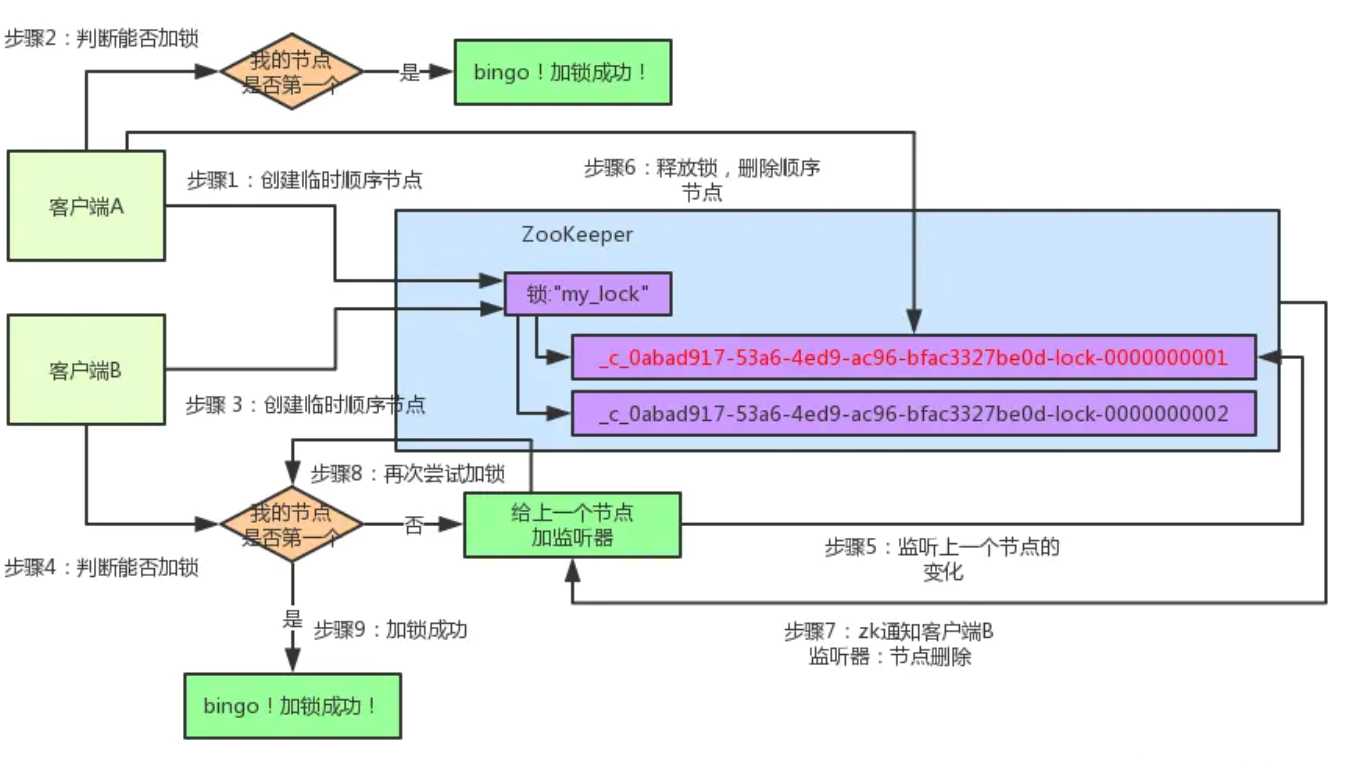 步骤2：判断能否加锁
我的节点
是否第一个
是
bingo！加锁成功！
客户端A
步骤1：创建临时顺序节点
步骤6：释放锁，删除顺序
节点
ZooKeeper
锁:"my_lock"
_c_0abad917-53a6-4ed9-ac96-bfac3327be0d-lock-0000000001
_c_0abad917-53a6-4ed9-ac96-bfac3327be0d-lock-0000000002
客户端B
步骤 3：创建临时顺序节点
步骤8：再次尝试加锁
我的节点
是否第一个
否
给上一个节点
加监听器
步骤4：判断能否加锁
步骤5：监听上一个节点的
变化
是
步骤9：加锁成功
步骤7：zk通知客户端B
监听器：节点删除
bingo！加锁成功！